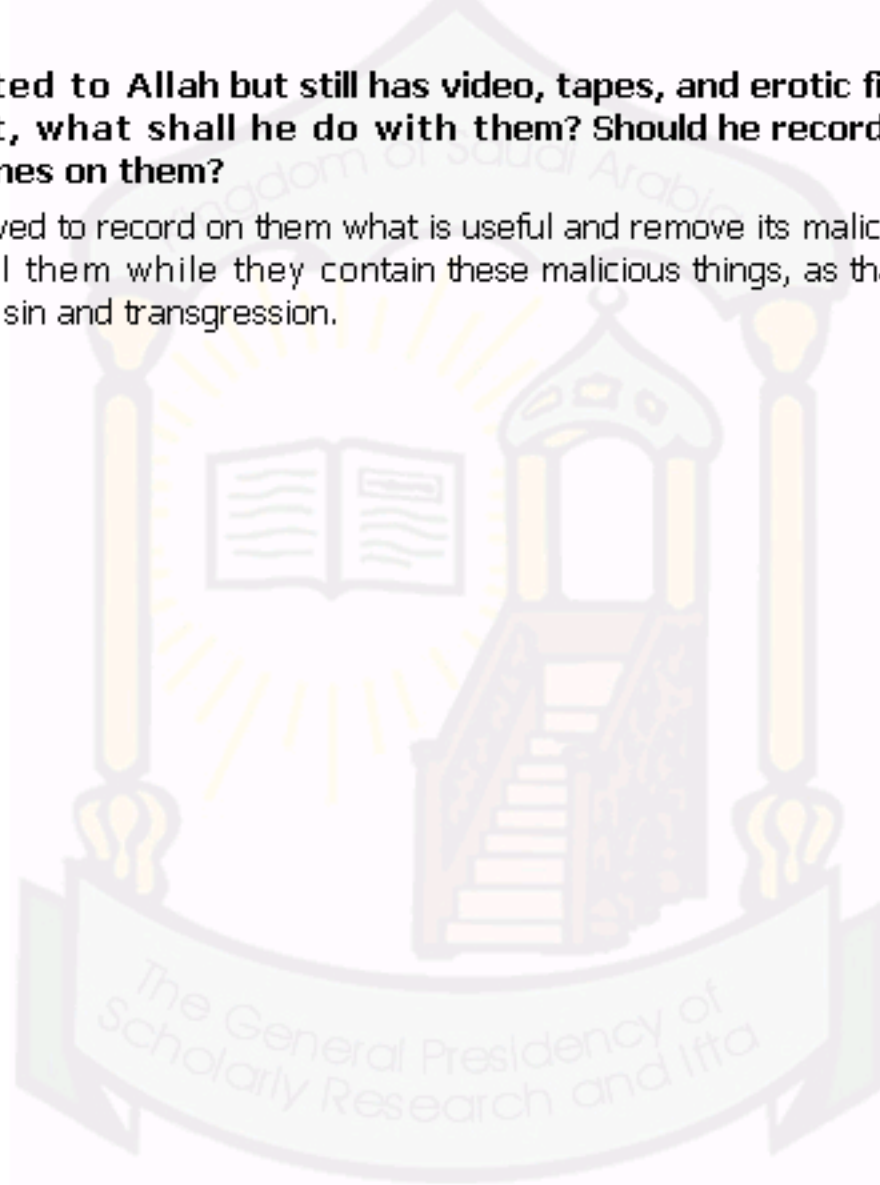 ted to Allah but still has video, tapes, and erotic fi
t, what shall he do with them? Should he record
nes on them?
ved to record on them what is useful and remove its malic
l them while they contain these malicious things, as tha
sin and transgression.
Kingdom of Saudi Arabia
The General Presidency of
Scholarly Research and Ifta